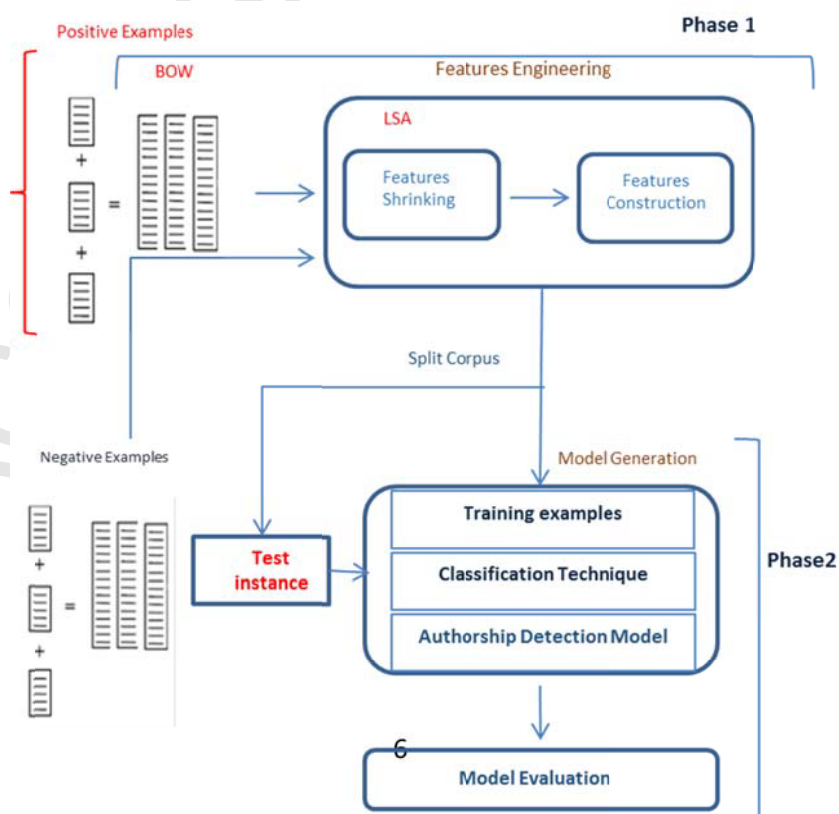 Phase 1
Positive Examples
BOW
Features Engineering
LSA
Features
Shrinking
Features
Construction
+
=
+
Split Corpus
Negative Examples
Model Generation
Training examples
Test
instance
Classification Technique
Phase2
Authorship Detection Model
+
=
+
6
Model Evaluation